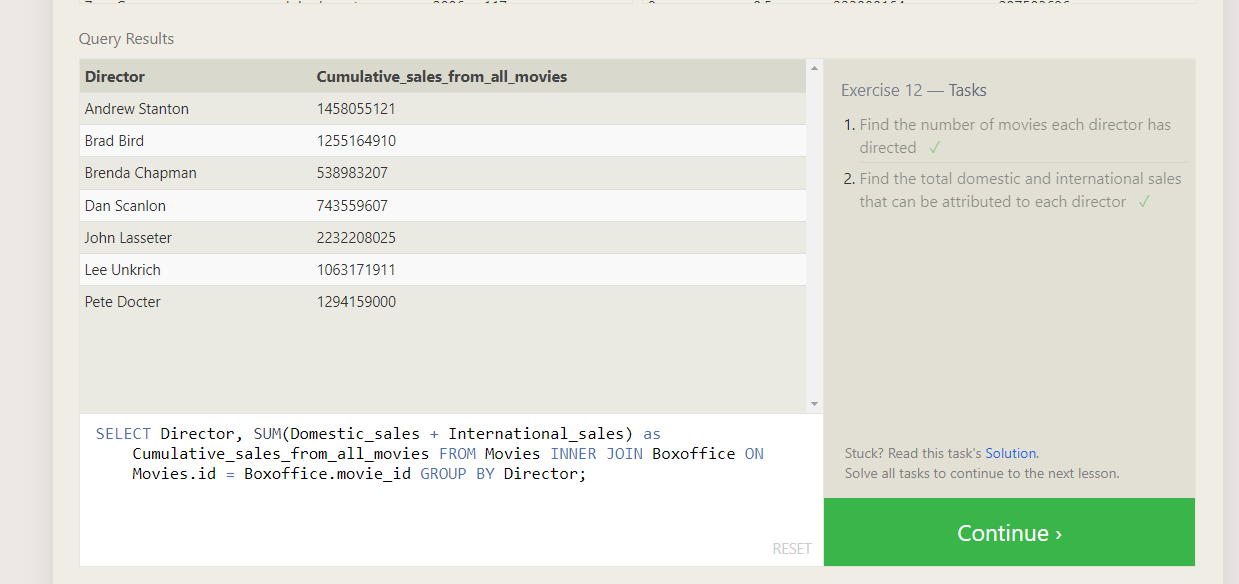 Query Results
Director Cumulative_sales_from_all_movies
Andrew Stanton 1458055121
Brad Bird 1255164910
Brenda Chapman 538983207
Dan Scanlon 743559607
John Lasseter 2232208025
Lee Unkrich 1063171911
Pete Docter 1294159000
SELECT Director, SUM(Domestic_sales + International_sales) as
Cumulative_sales_from_all_movies FROM Movies INNER JOIN Boxoffice ON
Movies.id = Boxoffice.movie_id GROUP BY Director;
RESET
Exercise 12 — Tasks
1. Find the number of movies each director has
directed ✓
2. Find the total domestic and international sales
that can be attributed to each director ✓
Stuck? Read this task's Solution.
Solve all tasks to continue to the next lesson.
Continue ›